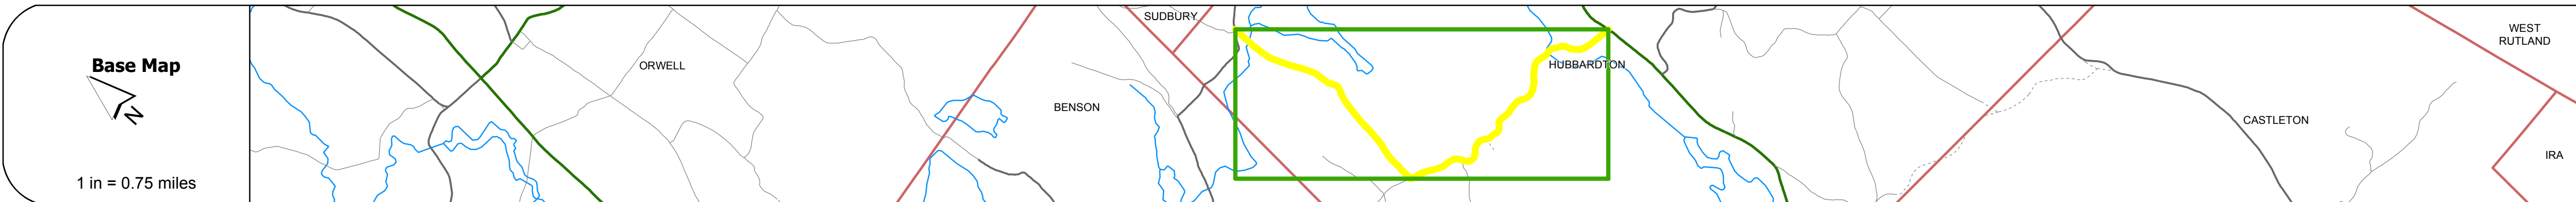 Base Map
N
1 in = 0.75 miles
ORWELL
BENSON
SUDBURY
HUBBARDTON
CASTLETON
WEST
RUTLAND
IRA